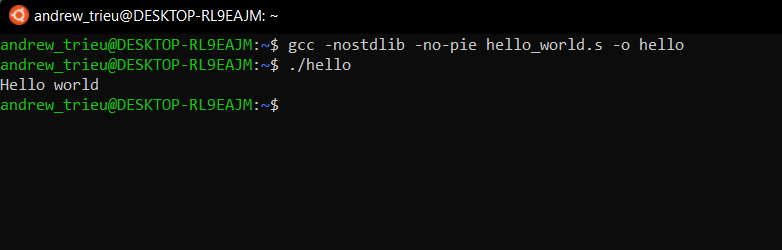 andrew_trieu@DESKTOP-RL9EAJM: ~
andrew_trieu@DESKTOP-RL9EAJM:~$ gcc -nostdlib -no-pie hello_world.s -o hello
andrew_trieu@DESKTOP-RL9EAJM:~$ ./hello
Hello world
andrew_trieu@DESKTOP-RL9EAJM:~$